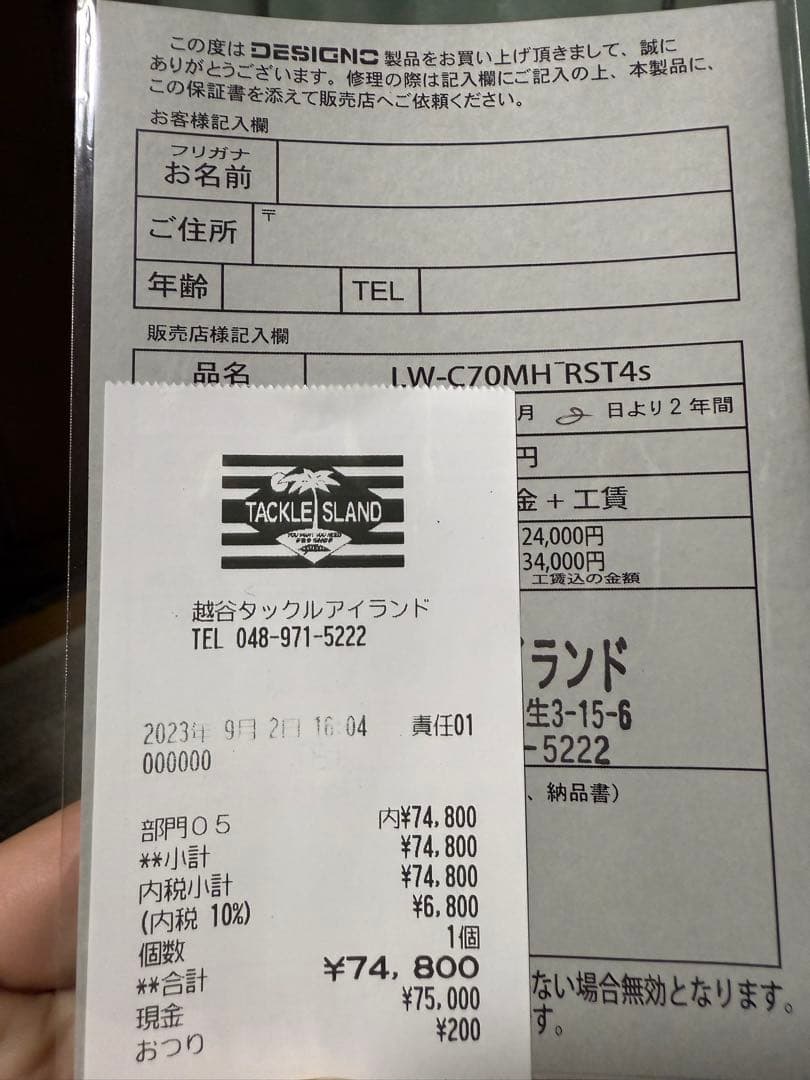 この度は DESIGNO 製品をお買い上げ頂きまして、誠に
ありがとうございます。修理の際は記入欄にご記入の上、本製品に、
この保証書を添えて販売店へご依頼ください。
お客様記入欄
フリガナ
お名前
ご住所 〒
年齢 TEL
販売店様記入欄
品名 LW-C70MH-RST4s
月 2 日より2年間
円
金+工賃
24,000円
34,000円
工賃込の金額
ランド
生3-15-6
-5222
、納品書)
ない場合無効となります。
す。
TACKLE ISLAND
越谷タックルアイランド
TEL 048-971-5222
2023年 9月 2日 16:04 責任01
000000
部門05 内¥74,800
**小計 ¥74,800
内税小計 ¥74,800
(内税 10%) ¥6,800
個数 1個
**合計 ¥74,800
現金 ¥75,000
おつり ¥200